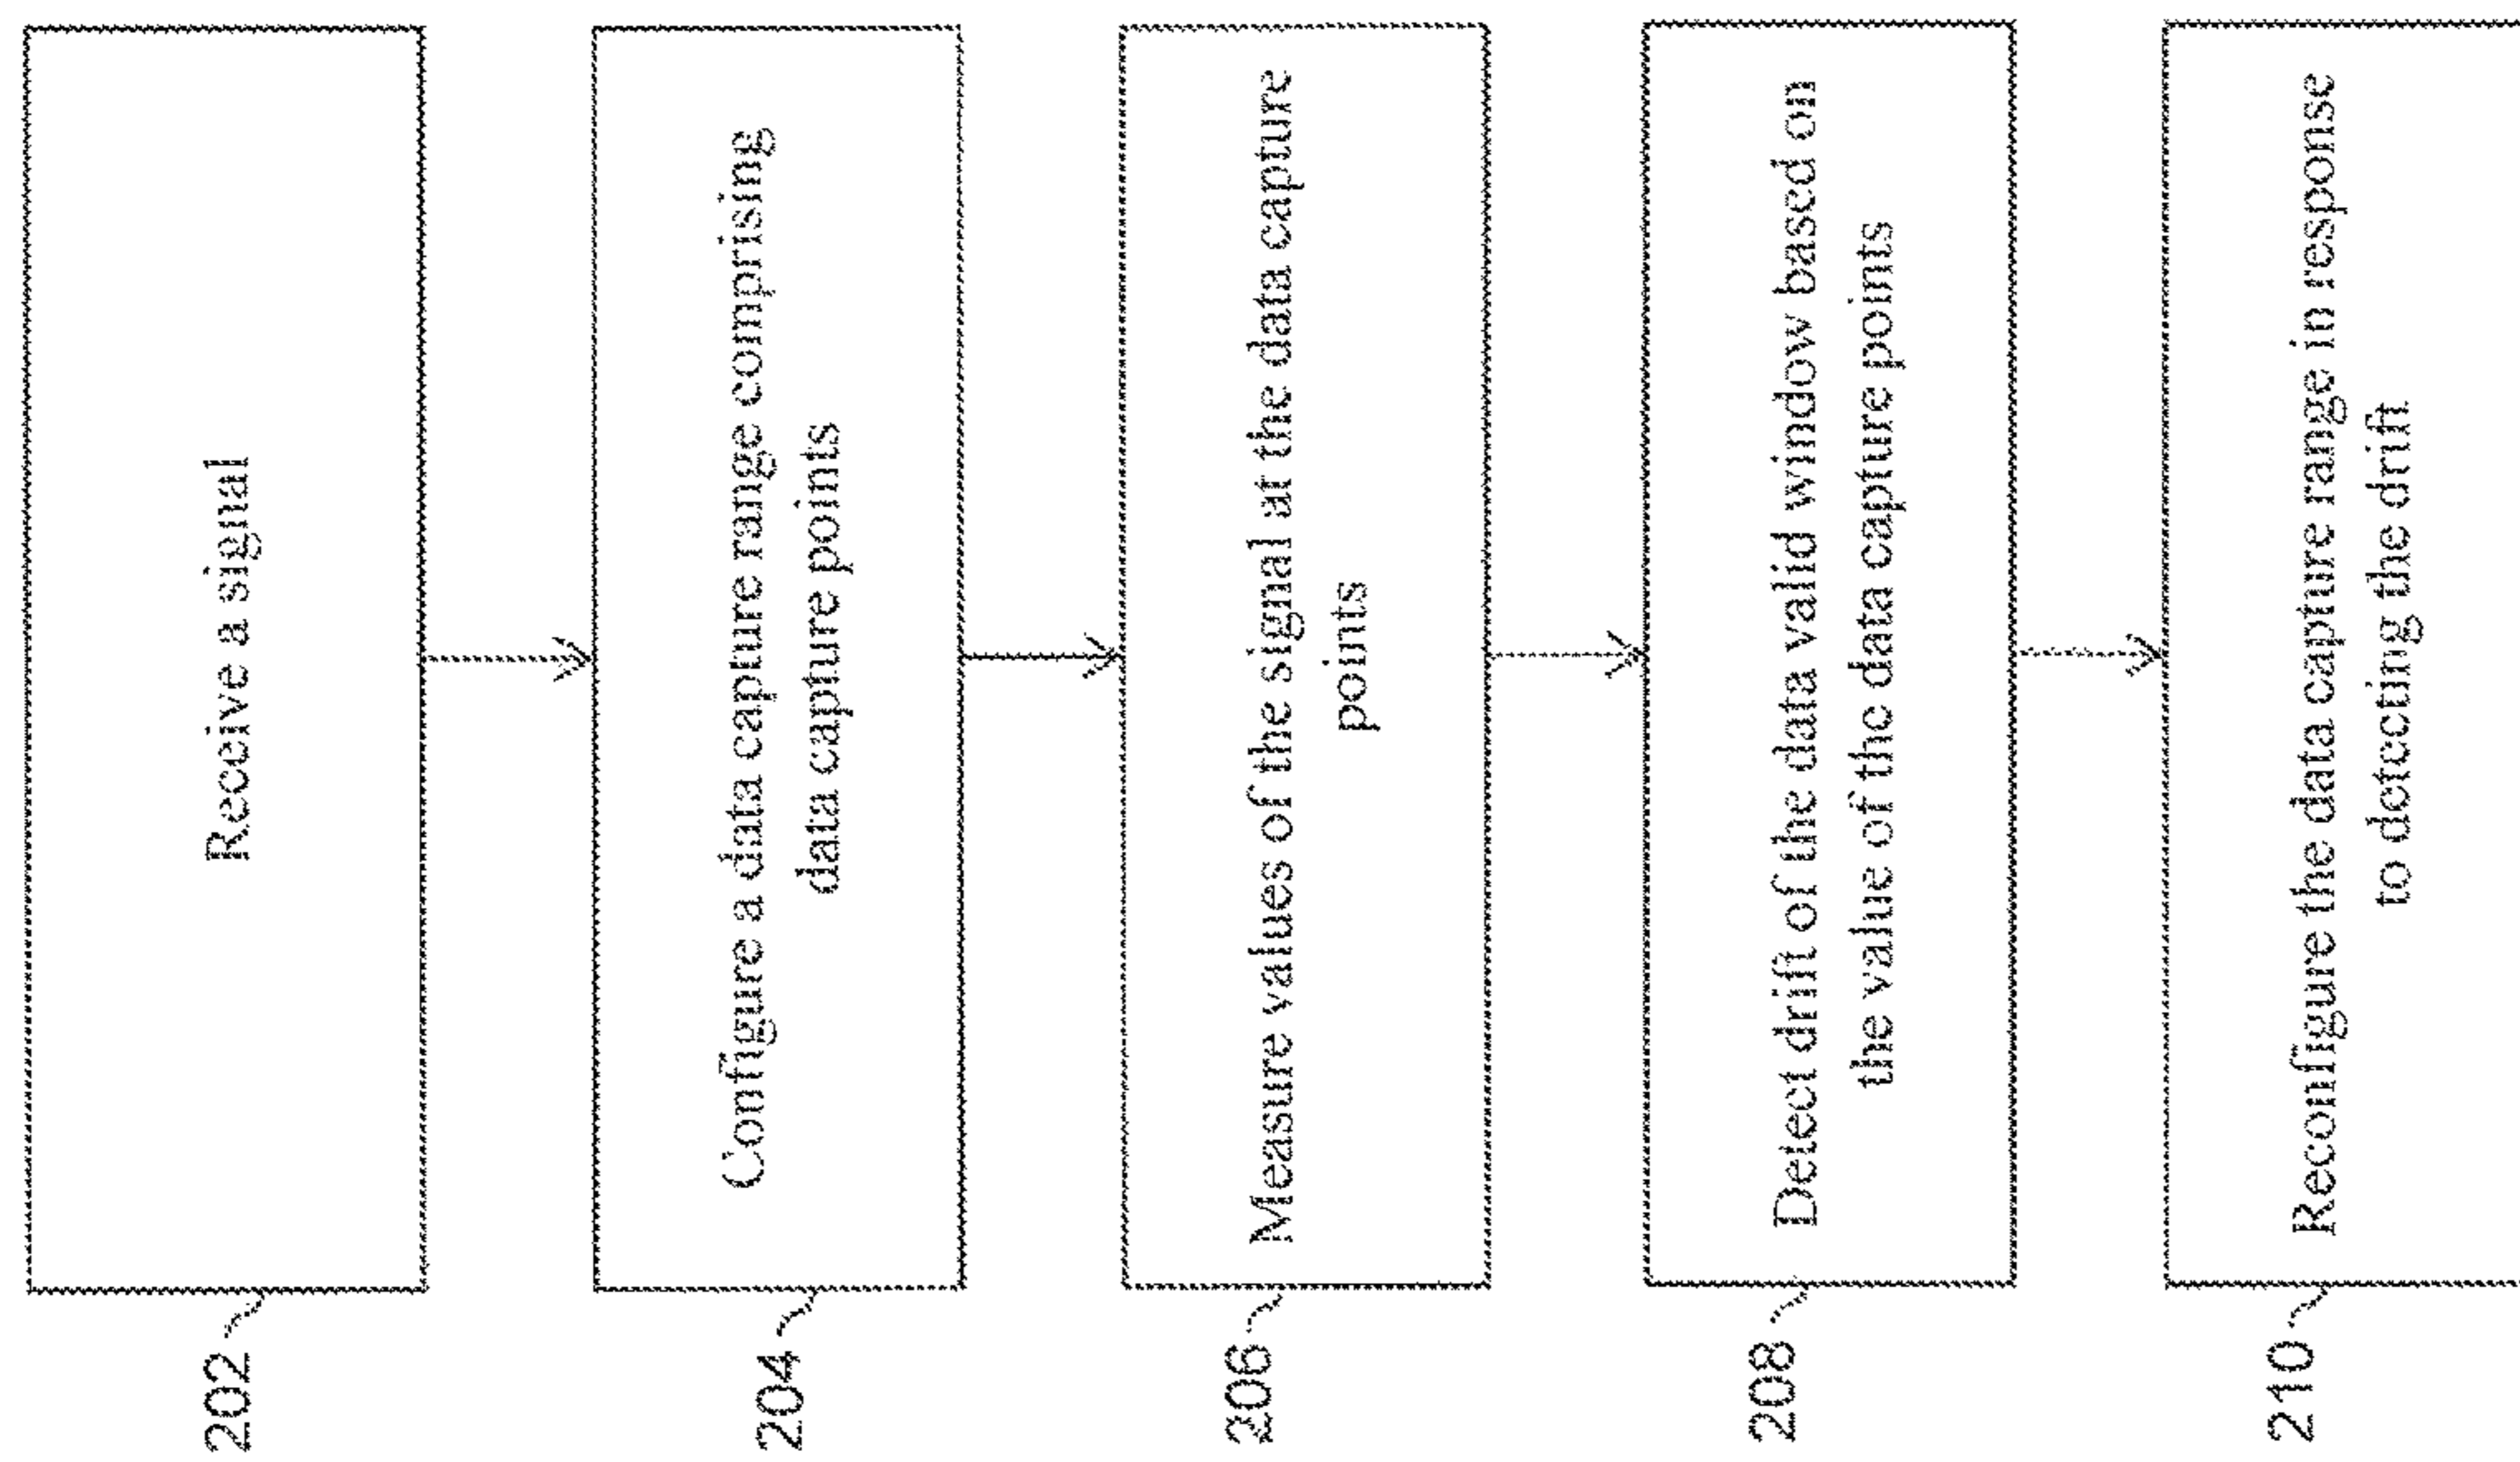 202
Receive a signal
204
Configure a data capture range comprising
data capture points
206
Measure values of the signal at the data capture
points
208
Detect drift of the data valid window based on
the value of the data capture points
210
Reconfigure the data capture range in response
to detecting the drift